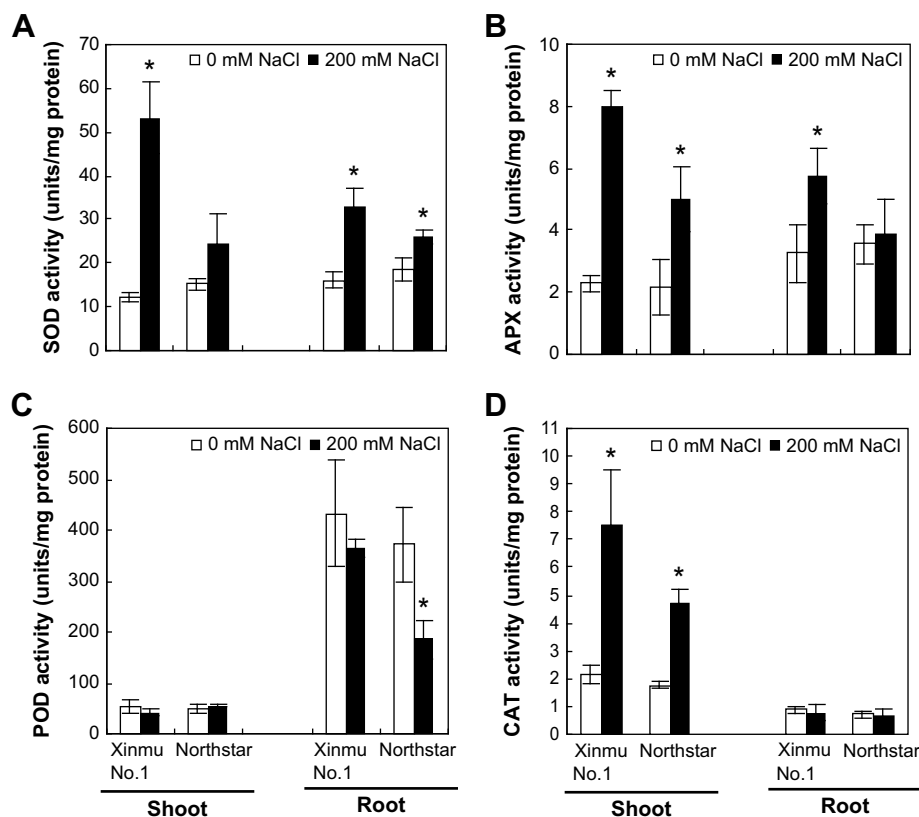 A
SOD activity (units/mg protein)
70
60
50
40
30
20
10
0
0 mM NaCl 200 mM NaCl
*
*
*
B
APX activity (units/mg protein)
10
8
6
4
2
0
0 mM NaCl 200 mM NaCl
*
*
*
C
POD activity (units/mg protein)
600
500
400
300
200
100
0
0 mM NaCl 200 mM NaCl
*
Xinmu No.1
Northstar
Xinmu No.1
Northstar
Shoot
Root
D
CAT activity (units/mg protein)
11
10
9
8
7
6
5
4
3
2
1
0
0 mM NaCl 200 mM NaCl
*
*
Xinmu No.1
Northstar
Xinmu No.1
Northstar
Shoot
Root